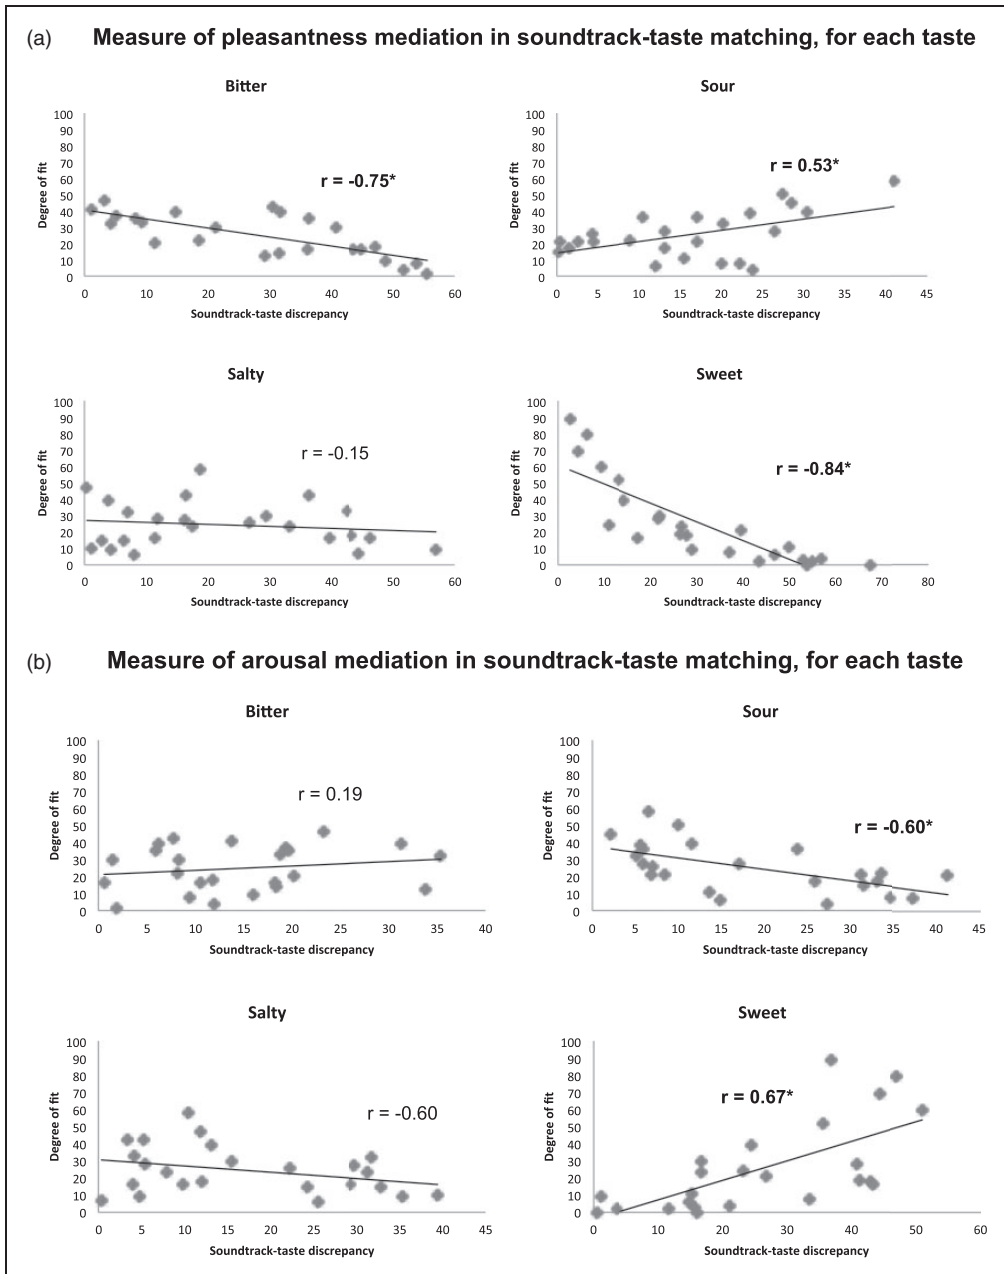 (a) Measure of pleasantness mediation in soundtrack-taste matching, for each taste
Bitter
Degree of fit
100
90
80
70
60
50
40
30
20
10
0
r = -0.75*
0 10 20 30 40 50 60
Soundtrack-taste discrepancy
Sour
Degree of fit
100
90
80
70
60
50
40
30
20
10
0
r = 0.53*
0 5 10 15 20 25 30 35 40 45
Soundtrack-taste discrepancy
Salty
Degree of fit
100
90
80
70
60
50
40
30
20
10
0
r = -0.15
0 10 20 30 40 50 60
Soundtrack-taste discrepancy
Sweet
Degree of fit
100
90
80
70
60
50
40
30
20
10
0
r = -0.84*
0 10 20 30 40 50 60 70 80
Soundtrack-taste discrepancy
(b) Measure of arousal mediation in soundtrack-taste matching, for each taste
Bitter
Degree of fit
100
90
80
70
60
50
40
30
20
10
0
r = 0.19
0 5 10 15 20 25 30 35 40
Soundtrack-taste discrepancy
Sour
Degree of fit
100
90
80
70
60
50
40
30
20
10
0
r = -0.60*
0 5 10 15 20 25 30 35 40 45
Soundtrack-taste discrepancy
Salty
Degree of fit
100
90
80
70
60
50
40
30
20
10
0
r = -0.60
0 5 10 15 20 25 30 35 40 45
Soundtrack-taste discrepancy
Sweet
Degree of fit
100
90
80
70
60
50
40
30
20
10
0
r = 0.67*
0 10 20 30 40 50 60
Soundtrack-taste discrepancy